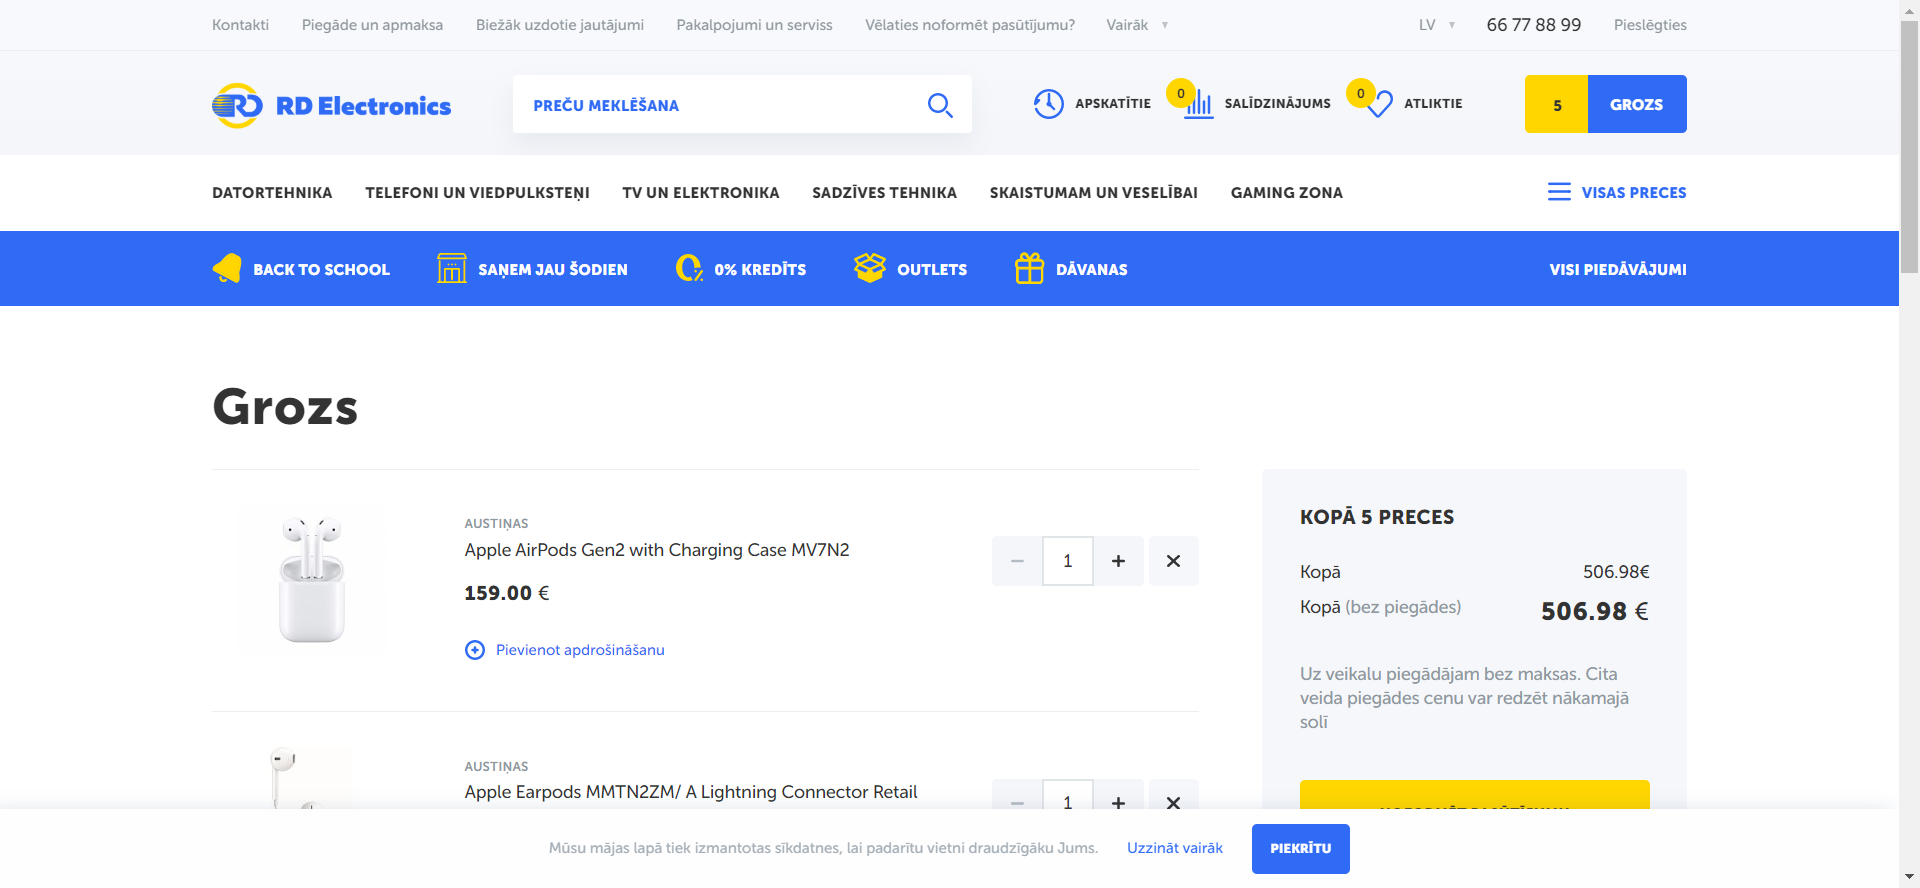 Kontakti Piegāde un apmaksa Biežāk uzdotie jautājumi Pakalpojumi un serviss Vēlaties noformēt pasūtījumu? Vairāk LV 66 77 88 99 Pieslēgties
RD Electronics PREČU MEKLĒŠANA APSKATĪTIE 0 SALĪDZINĀJUMS 0 ATLIKTIE 5 GROZS
DATORTEHNIKA TELEFONI UN VIEDPULKSTEŅI TV UN ELEKTRONIKA SADZĪVES TEHNIKA SKAISTUMAM UN VESELĪBAI GAMING ZONA VISAS PRECES
BACK TO SCHOOL SAŅEM JAU ŠODIEN 0% KREDĪTS OUTLETS DĀVANAS VISI PIEDĀVĀJUMI
Grozs
AUSTIŅAS
Apple AirPods Gen2 with Charging Case MV7N2
159.00 €
− 1 + ×
Pievienot apdrošināšanu
AUSTIŅAS
Apple Earpods MMTN2ZM/ A Lightning Connector Retail
− 1 + ×
KOPĀ 5 PRECES
Kopā 506.98€
Kopā (bez piegādes) 506.98 €
Uz veikalu piegādājam bez maksas. Cita
veida piegādes cenu var redzēt nākamajā
solī
Mūsu mājas lapā tiek izmantotas sīkdatnes, lai padarītu vietni draudzīgāku Jums. Uzzināt vairāk PIEKRĪTU